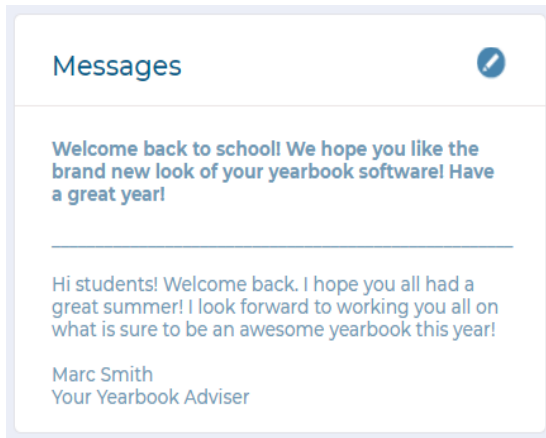 Messages
Welcome back to school! We hope you like the
brand new look of your yearbook software! Have
a great year!
Hi students! Welcome back. I hope you all had a
great summer! I look forward to working you all on
what is sure to be an awesome yearbook this year!
Marc Smith
Your Yearbook Adviser